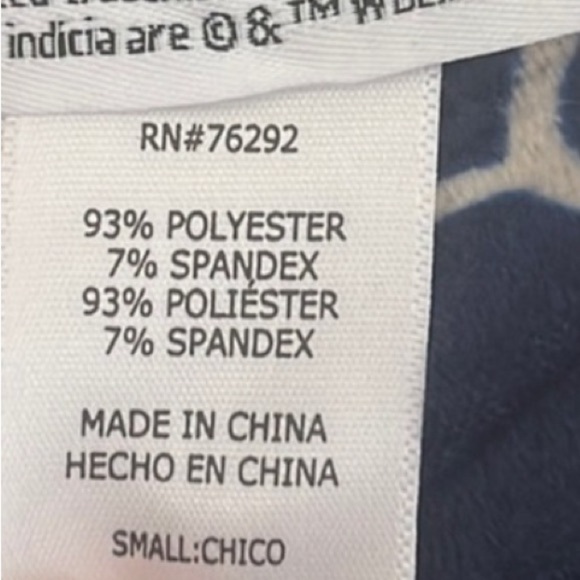 indicia are © & ™
RN#76292
93% POLYESTER
7% SPANDEX
93% POLIÉSTER
7% SPANDEX
MADE IN CHINA
HECHO EN CHINA
SMALL:CHICO